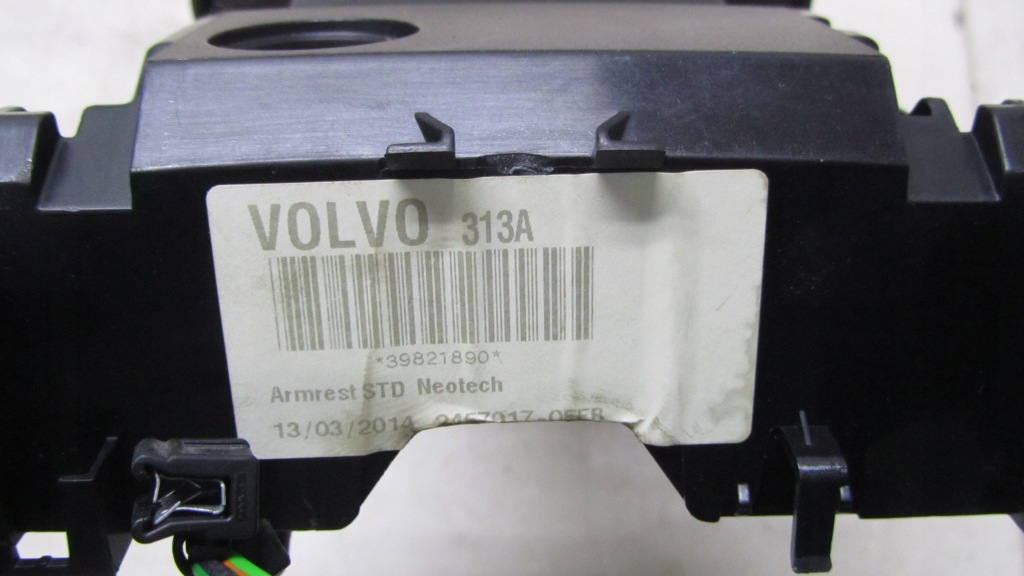 VOLVO 313A
*39821890*
Armrest STD Neotech
13/03/2014